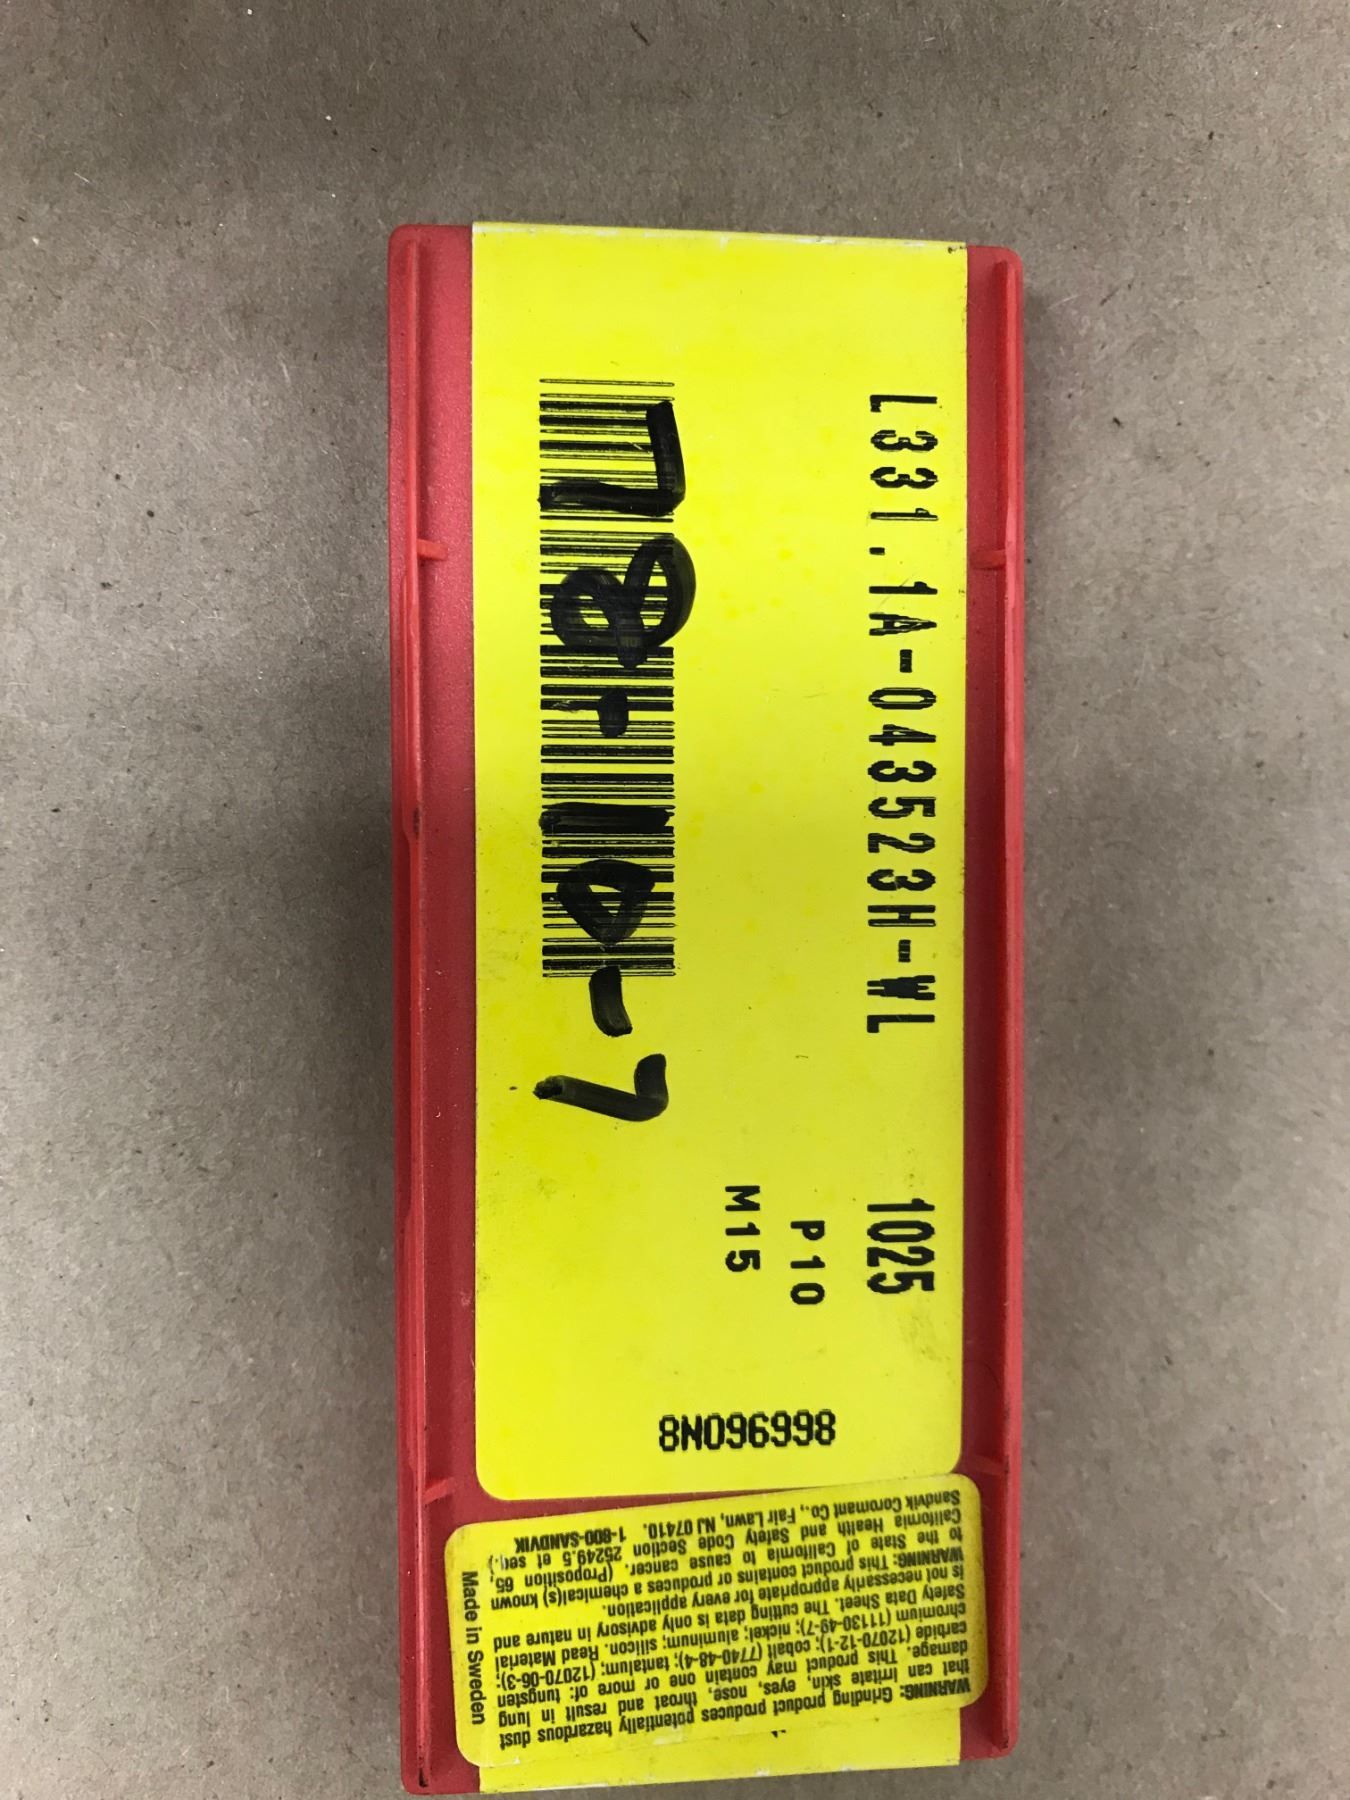 L331.1A-043523H-WL 1025
P10
M15
78-10-7
866960N8
WARNING: Grinding product produces potentially hazardous dust
that can irritate skin, eyes, nose, throat and result in lung
damage. This product may contain one or more of: tungsten
carbide (12070-12-1); cobalt (7740-48-4); tantalum; (12070-06-3);
chromium (11130-49-7); nickel; aluminum; silicon. Read Material
Safety Data Sheet. The cutting data is only advisory in nature and
is not necessarily appropriate for every application.
WARNING: This product contains or produces a chemical(s) known
to the State of California to cause cancer. (Proposition 65,
California Health and Safety Code Section 25249.5 et seq.)
Sandvik Coromant Co., Fair Lawn, NJ 07410. 1-800-SANDVIK
Made in Sweden